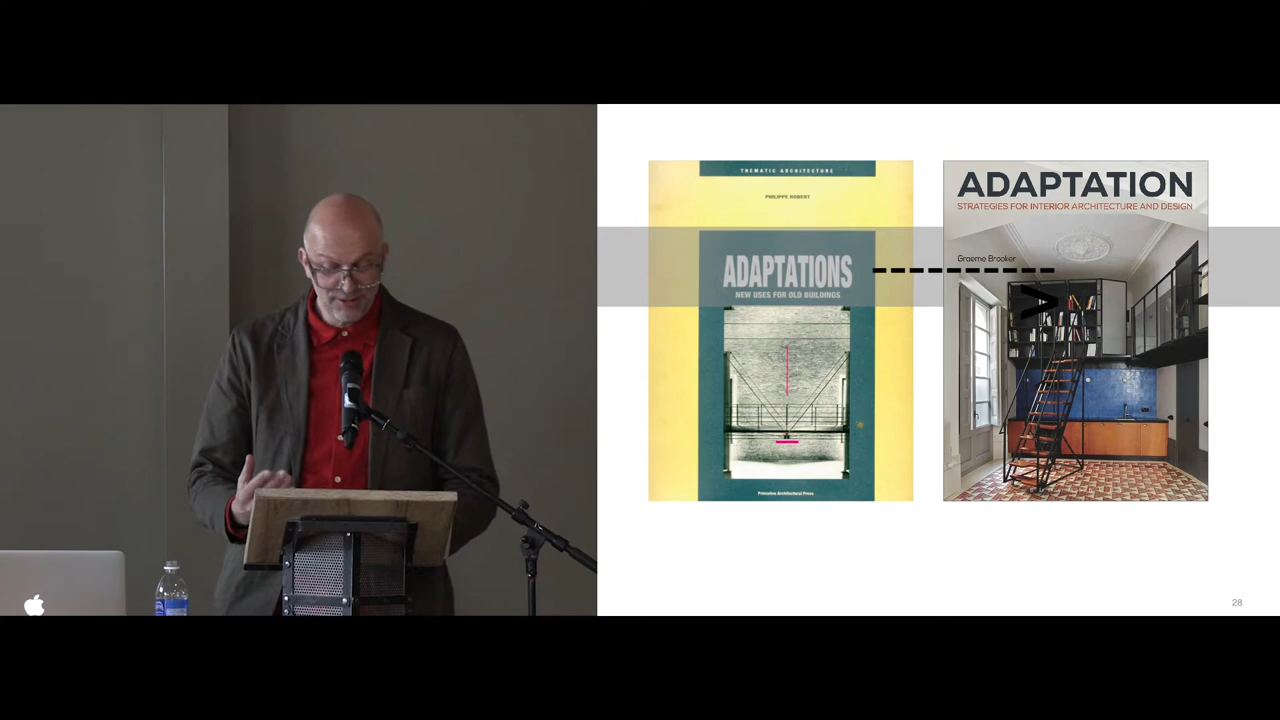 THEMATIC ARCHITECTURE
PHILIPPE ROBERT
ADAPTATIONS
NEW USES FOR OLD BUILDINGS
Princeton Architectural Press
ADAPTATION
STRATEGIES FOR INTERIOR ARCHITECTURE AND DESIGN
Graeme Brooker
28